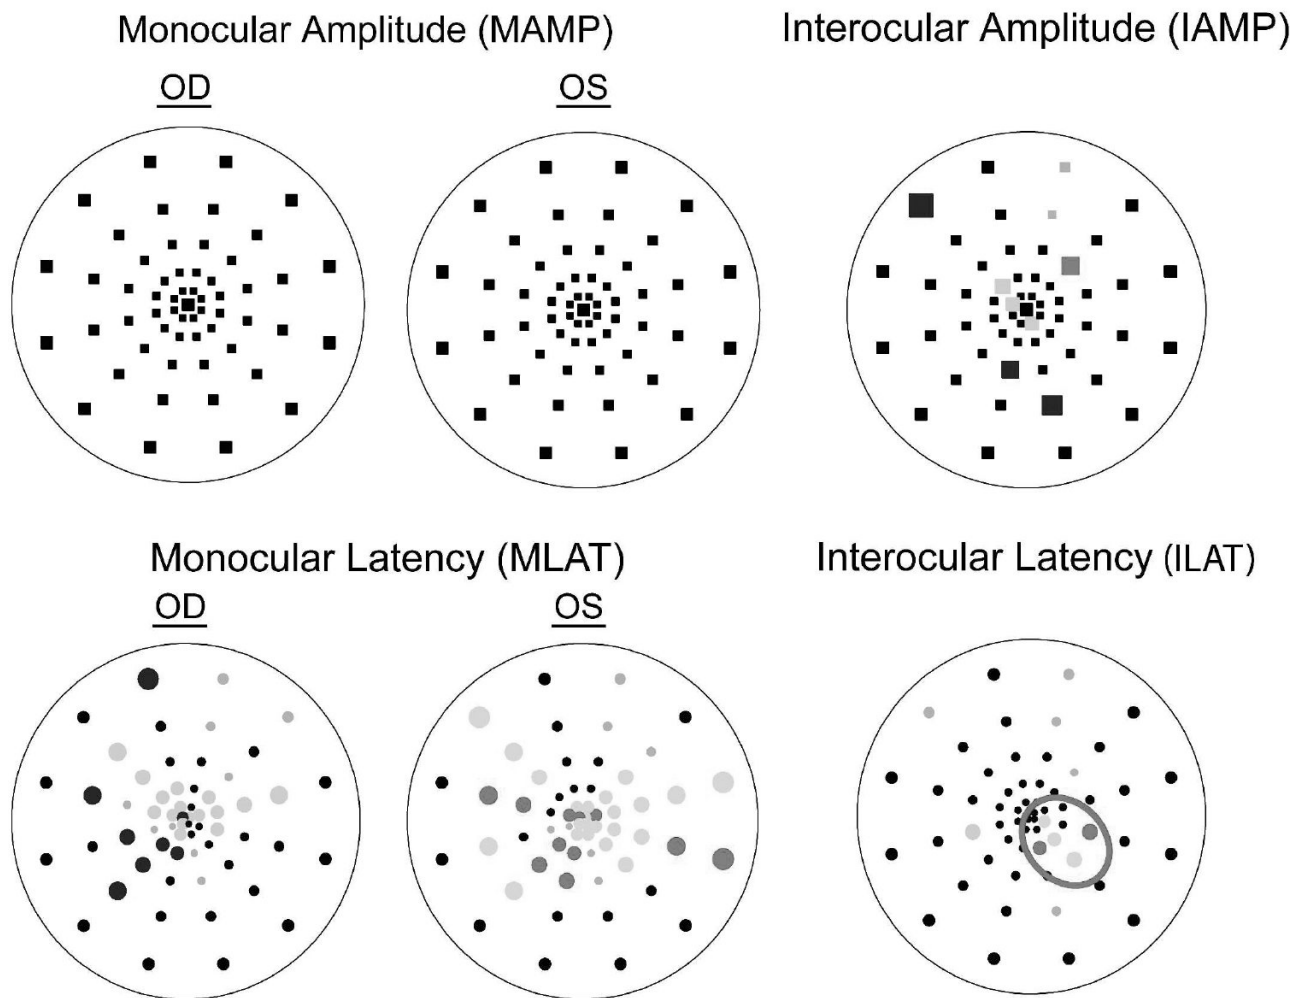 Monocular Amplitude (MAMP)
Interocular Amplitude (IAMP)
OD
OS
Monocular Latency (MLAT)
Interocular Latency (ILAT)
OD
OS